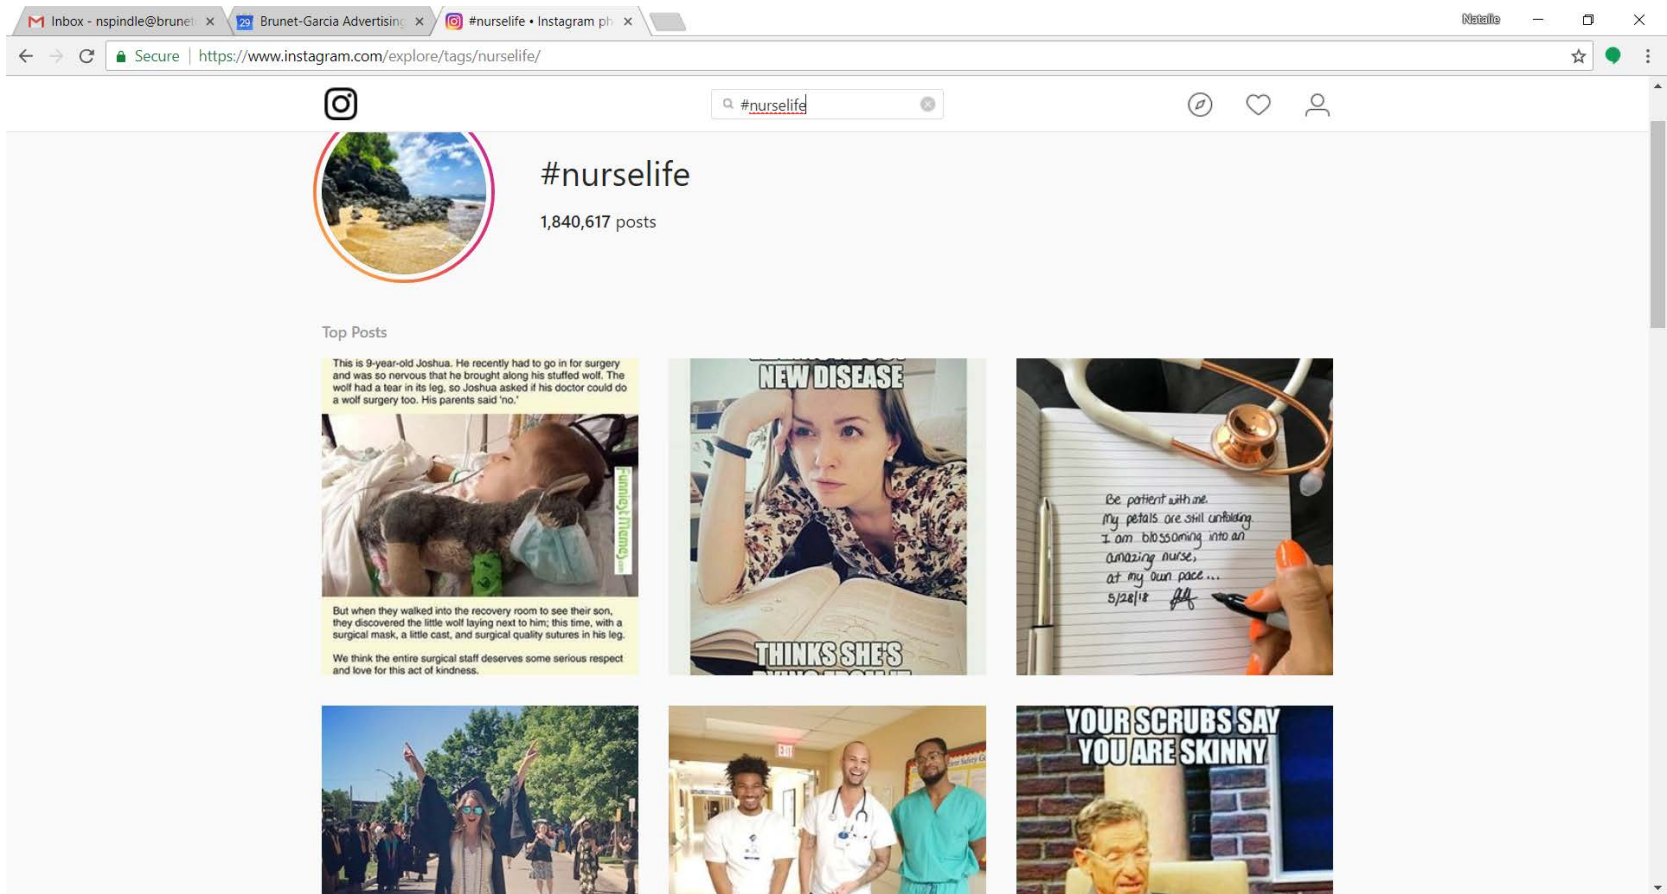 Inbox - nspindle@brunet
29 Brunet-Garcia Advertising
#nurselife • Instagram ph
Natalie
Secure | https://www.instagram.com/explore/tags/nurselife/
#nurselife
#nurselife
1,840,617 posts
Top Posts
This is 9-year-old Joshua. He recently had to go in for surgery
and was so nervous that he brought along his stuffed wolf. The
wolf had a tear in its leg, so Joshua asked if his doctor could do
a wolf surgery too. His parents said 'no.'
FunniestMemes.com
But when they walked into the recovery room to see their son,
they discovered the little wolf laying next to him; this time, with a
surgical mask, a little cast, and surgical quality sutures in his leg.
We think the entire surgical staff deserves some serious respect
and love for this act of kindness.
NEW DISEASE
THINKS SHE'S
Be patient with me.
My petals are still unfolding.
I am blossoming into an
amazing nurse,
at my own pace...
5/28/18
EXIT
YOUR SCRUBS SAY
YOU ARE SKINNY